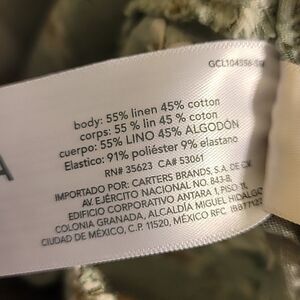 GCL104556-
body: 55% linen 45% cotton
corps: 55 % lin 45 % coton
cuerpo: 55% LINO 45% ALGODÓN
Elastico: 91% poliéster 9% elastano
RN# 35623 CA# 53061
IMPORTADO POR: CARTERS BRANDS, S.A. DE C.V.
AV. EJÉRCITO NACIONAL NO. 843-B,
EDIFICIO CORPORATIVO ANTARA 1, PISO 11,
COLONIA GRANADA, ALCALDÍA MIGUEL HIDALGO
CIUDAD DE MÉXICO, C.P. 11520, MÉXICO RFC
A